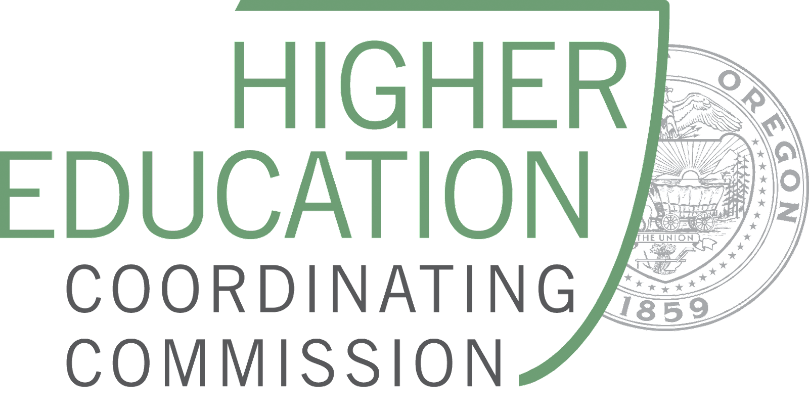 HIGHER
EDUCATION
COORDINATING
COMMISSION
OREGON
THE UNION
1859